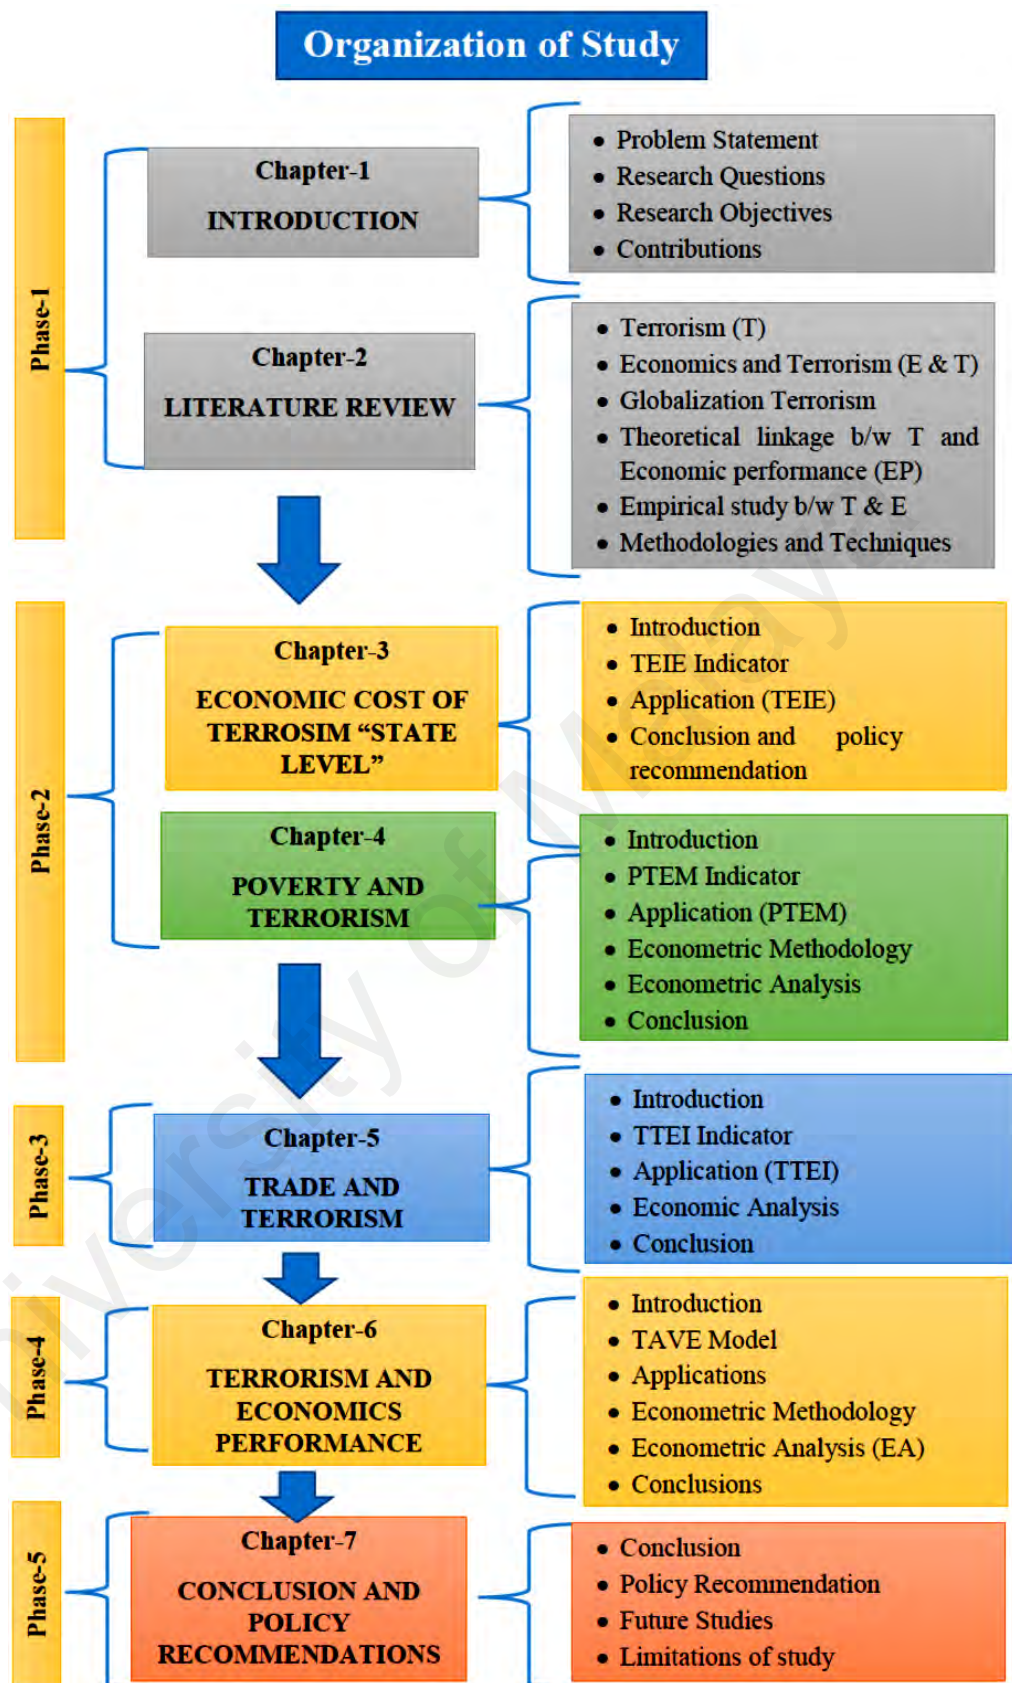 Organization of Study
Phase-1
Chapter-1
INTRODUCTION
• Problem Statement
• Research Questions
• Research Objectives
• Contributions
Chapter-2
LITERATURE REVIEW
• Terrorism (T)
• Economics and Terrorism (E & T)
• Globalization Terrorism
• Theoretical linkage b/w T and
Economic performance (EP)
• Empirical study b/w T & E
• Methodologies and Techniques
Phase-2
Chapter-3
ECONOMIC COST OF
TERROSIM “STATE
LEVEL”
• Introduction
• TEIE Indicator
• Application (TEIE)
• Conclusion and policy
recommendation
Chapter-4
POVERTY AND
TERRORISM
• Introduction
• PTEM Indicator
• Application (PTEM)
• Econometric Methodology
• Econometric Analysis
• Conclusion
Phase-3
Chapter-5
TRADE AND
TERRORISM
• Introduction
• TTEI Indicator
• Application (TTEI)
• Economic Analysis
• Conclusion
Phase-4
Chapter-6
TERRORISM AND
ECONOMICS
PERFORMANCE
• Introduction
• TAVE Model
• Applications
• Econometric Methodology
• Econometric Analysis (EA)
• Conclusions
Phase-5
Chapter-7
CONCLUSION AND
POLICY
RECOMMENDATIONS
• Conclusion
• Policy Recommendation
• Future Studies
• Limitations of study